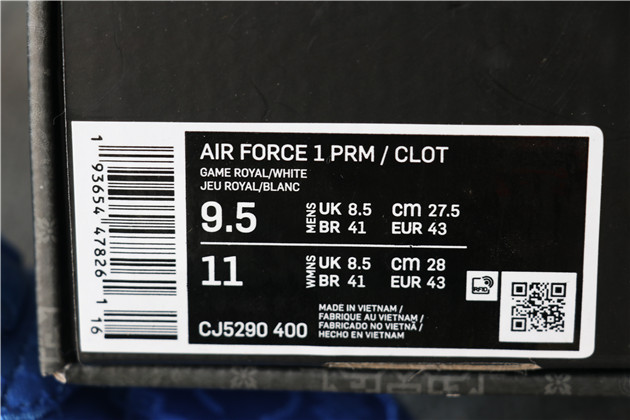 AIR FORCE 1 PRM / CLOT
GAME ROYAL/WHITE
JEU ROYAL/BLANC
9.5 MENS UK 8.5 CM 27.5
BR 41 EUR 43
11 WMNS UK 8.5 CM 28
BR 41 EUR 43
RFID
CJ5290 400
MADE IN VIETNAM /
FABRIQUE AU VIETNAM /
FABRICADO NO VIETNÃ /
HECHO EN VIETNAM
1 93654 47826 16